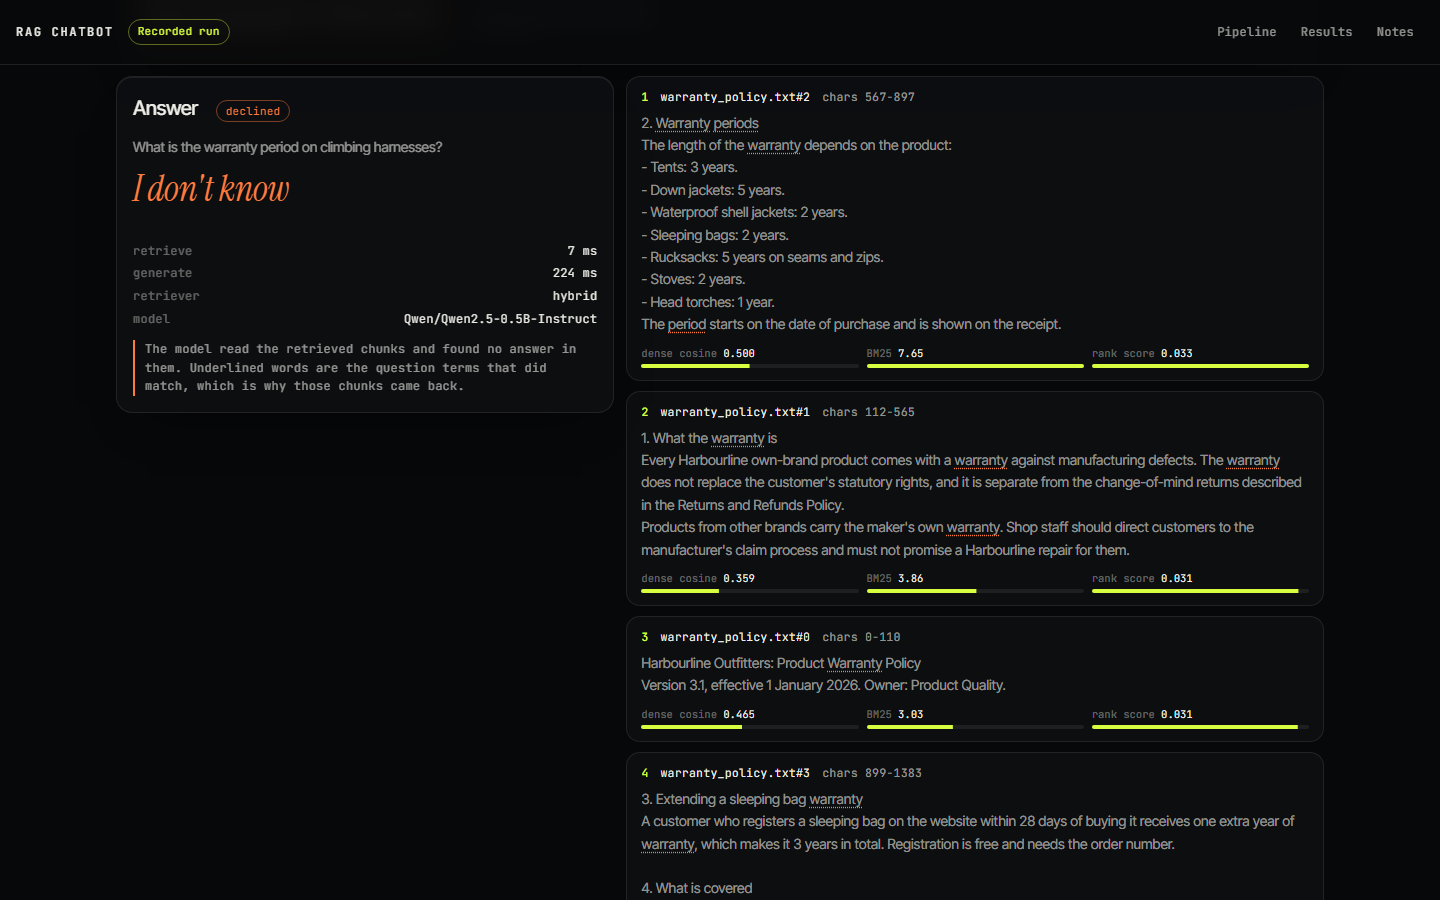 RAG CHATBOT Recorded run Pipeline Results Notes
Answer declined
What is the warranty period on climbing harnesses?
I don't know
retrieve 7 ms
generate 224 ms
retriever hybrid
model Qwen/Qwen2.5-0.5B-Instruct
The model read the retrieved chunks and found no answer in
them. Underlined words are the question terms that did
match, which is why those chunks came back.
1 warranty_policy.txt#2 chars 567-897
2. Warranty periods
The length of the warranty depends on the product:
- Tents: 3 years.
- Down jackets: 5 years.
- Waterproof shell jackets: 2 years.
- Sleeping bags: 2 years.
- Rucksacks: 5 years on seams and zips.
- Stoves: 2 years.
- Head torches: 1 year.
The period starts on the date of purchase and is shown on the receipt.
dense cosine 0.500 BM25 7.65 rank score 0.033
2 warranty_policy.txt#1 chars 112-565
1. What the warranty is
Every Harbourline own-brand product comes with a warranty against manufacturing defects. The warranty
does not replace the customer's statutory rights, and it is separate from the change-of-mind returns described
in the Returns and Refunds Policy.
Products from other brands carry the maker's own warranty. Shop staff should direct customers to the
manufacturer's claim process and must not promise a Harbourline repair for them.
dense cosine 0.359 BM25 3.86 rank score 0.031
3 warranty_policy.txt#0 chars 0-110
Harbourline Outfitters: Product Warranty Policy
Version 3.1, effective 1 January 2026. Owner: Product Quality.
dense cosine 0.465 BM25 3.03 rank score 0.031
4 warranty_policy.txt#3 chars 899-1383
3. Extending a sleeping bag warranty
A customer who registers a sleeping bag on the website within 28 days of buying it receives one extra year of
warranty, which makes it 3 years in total. Registration is free and needs the order number.
4. What is covered